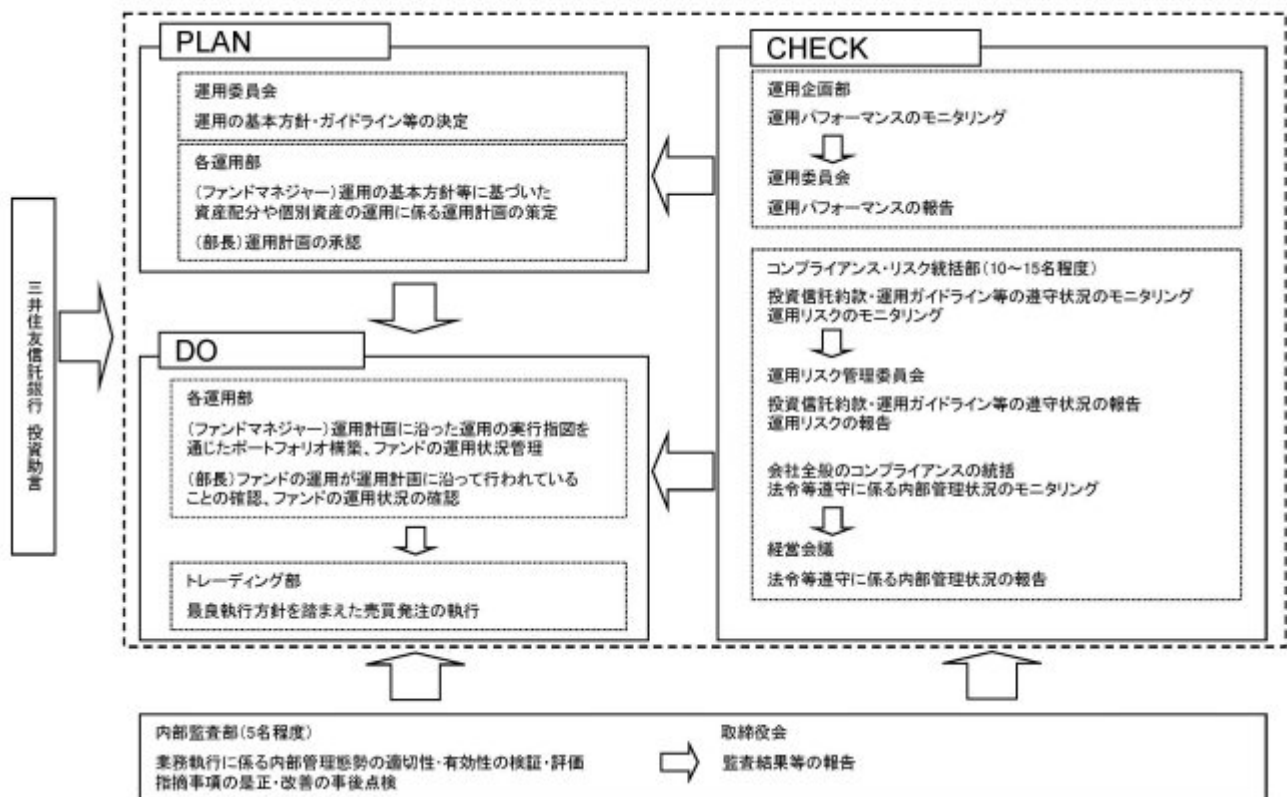 三井住友信託銀行 投資助言
PLAN
運用委員会
運用の基本方針・ガイドライン等の決定
各運用部
(ファンドマネジャー)運用の基本方針等に基づいた
資産配分や個別資産の運用に係る運用計画の策定
(部長)運用計画の承認
DO
各運用部
(ファンドマネジャー)運用計画に沿った運用の実行指図を
通じたポートフォリオ構築、ファンドの運用状況管理
(部長)ファンドの運用が運用計画に沿って行われている
ことの確認、ファンドの運用状況の確認
トレーディング部
最良執行方針を踏まえた売買発注の執行
CHECK
運用企画部
運用パフォーマンスのモニタリング
運用委員会
運用パフォーマンスの報告
コンプライアンス・リスク統括部(10~15名程度)
投資信託約款・運用ガイドライン等の遵守状況のモニタリング
運用リスクのモニタリング
運用リスク管理委員会
投資信託約款・運用ガイドライン等の遵守状況の報告
運用リスクの報告
会社全般のコンプライアンスの統括
法令等遵守に係る内部管理状況のモニタリング
経営会議
法令等遵守に係る内部管理状況の報告
内部監査部(5名程度)
業務執行に係る内部管理態勢の適切性・有効性の検証・評価
指摘事項の是正・改善の事後点検
取締役会
監査結果等の報告